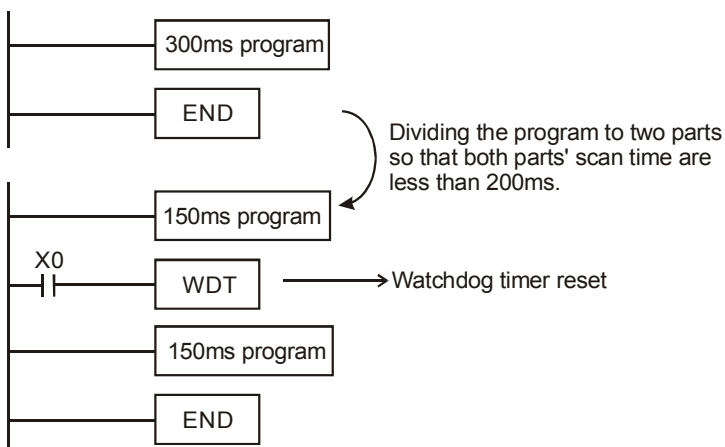 300ms program
END
Dividing the program to two parts
so that both parts' scan time are
less than 200ms.
150ms program
X0
WDT
Watchdog timer reset
150ms program
END